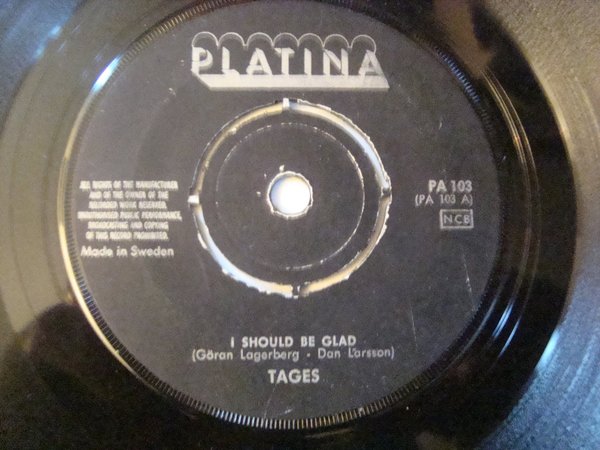 PLATINA
ALL RIGHTS OF THE MANUFACTURER
AND OF THE OWNER OF THE
RECORDED WORK RESERVED.
UNAUTHORISED PUBLIC PERFORMANCE,
BROADCASTING AND COPYING
OF THIS RECORD PROHIBITED.
Made in Sweden
PA 103
(PA 103 A)
NCB
I SHOULD BE GLAD
(Göran Lagerberg - Dan Larsson)
TAGES